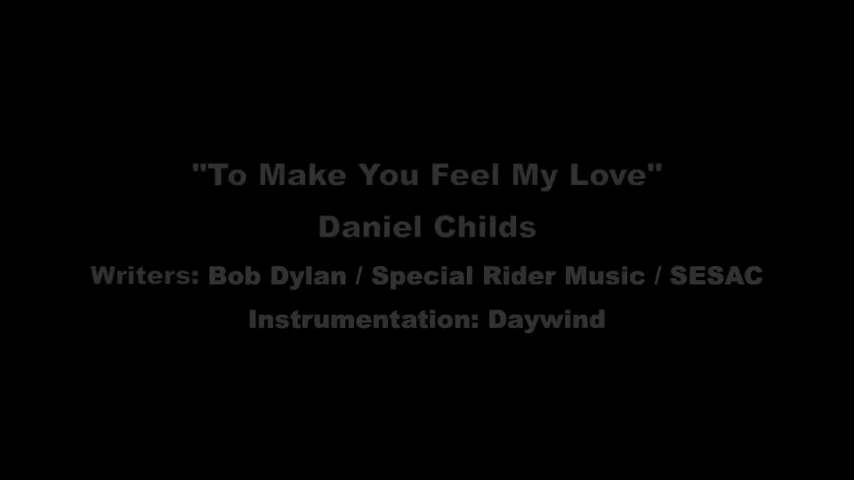 "To Make You Feel My Love"
Daniel Childs
Writers: Bob Dylan / Special Rider Music / SESAC
Instrumentation: Daywind